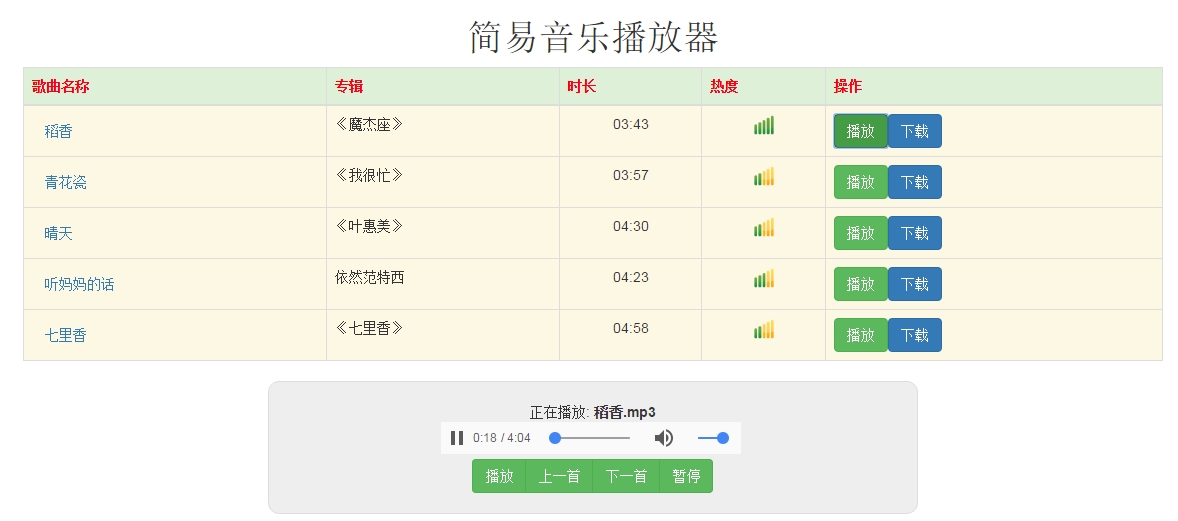 简易音乐播放器
歌曲名称 专辑 时长 热度 操作
稻香 《魔杰座》 03:43 播放 下载
青花瓷 《我很忙》 03:57 播放 下载
晴天 《叶惠美》 04:30 播放 下载
听妈妈的话 依然范特西 04:23 播放 下载
七里香 《七里香》 04:58 播放 下载
正在播放: 稻香.mp3
0:18 / 4:04
播放 上一首 下一首 暂停